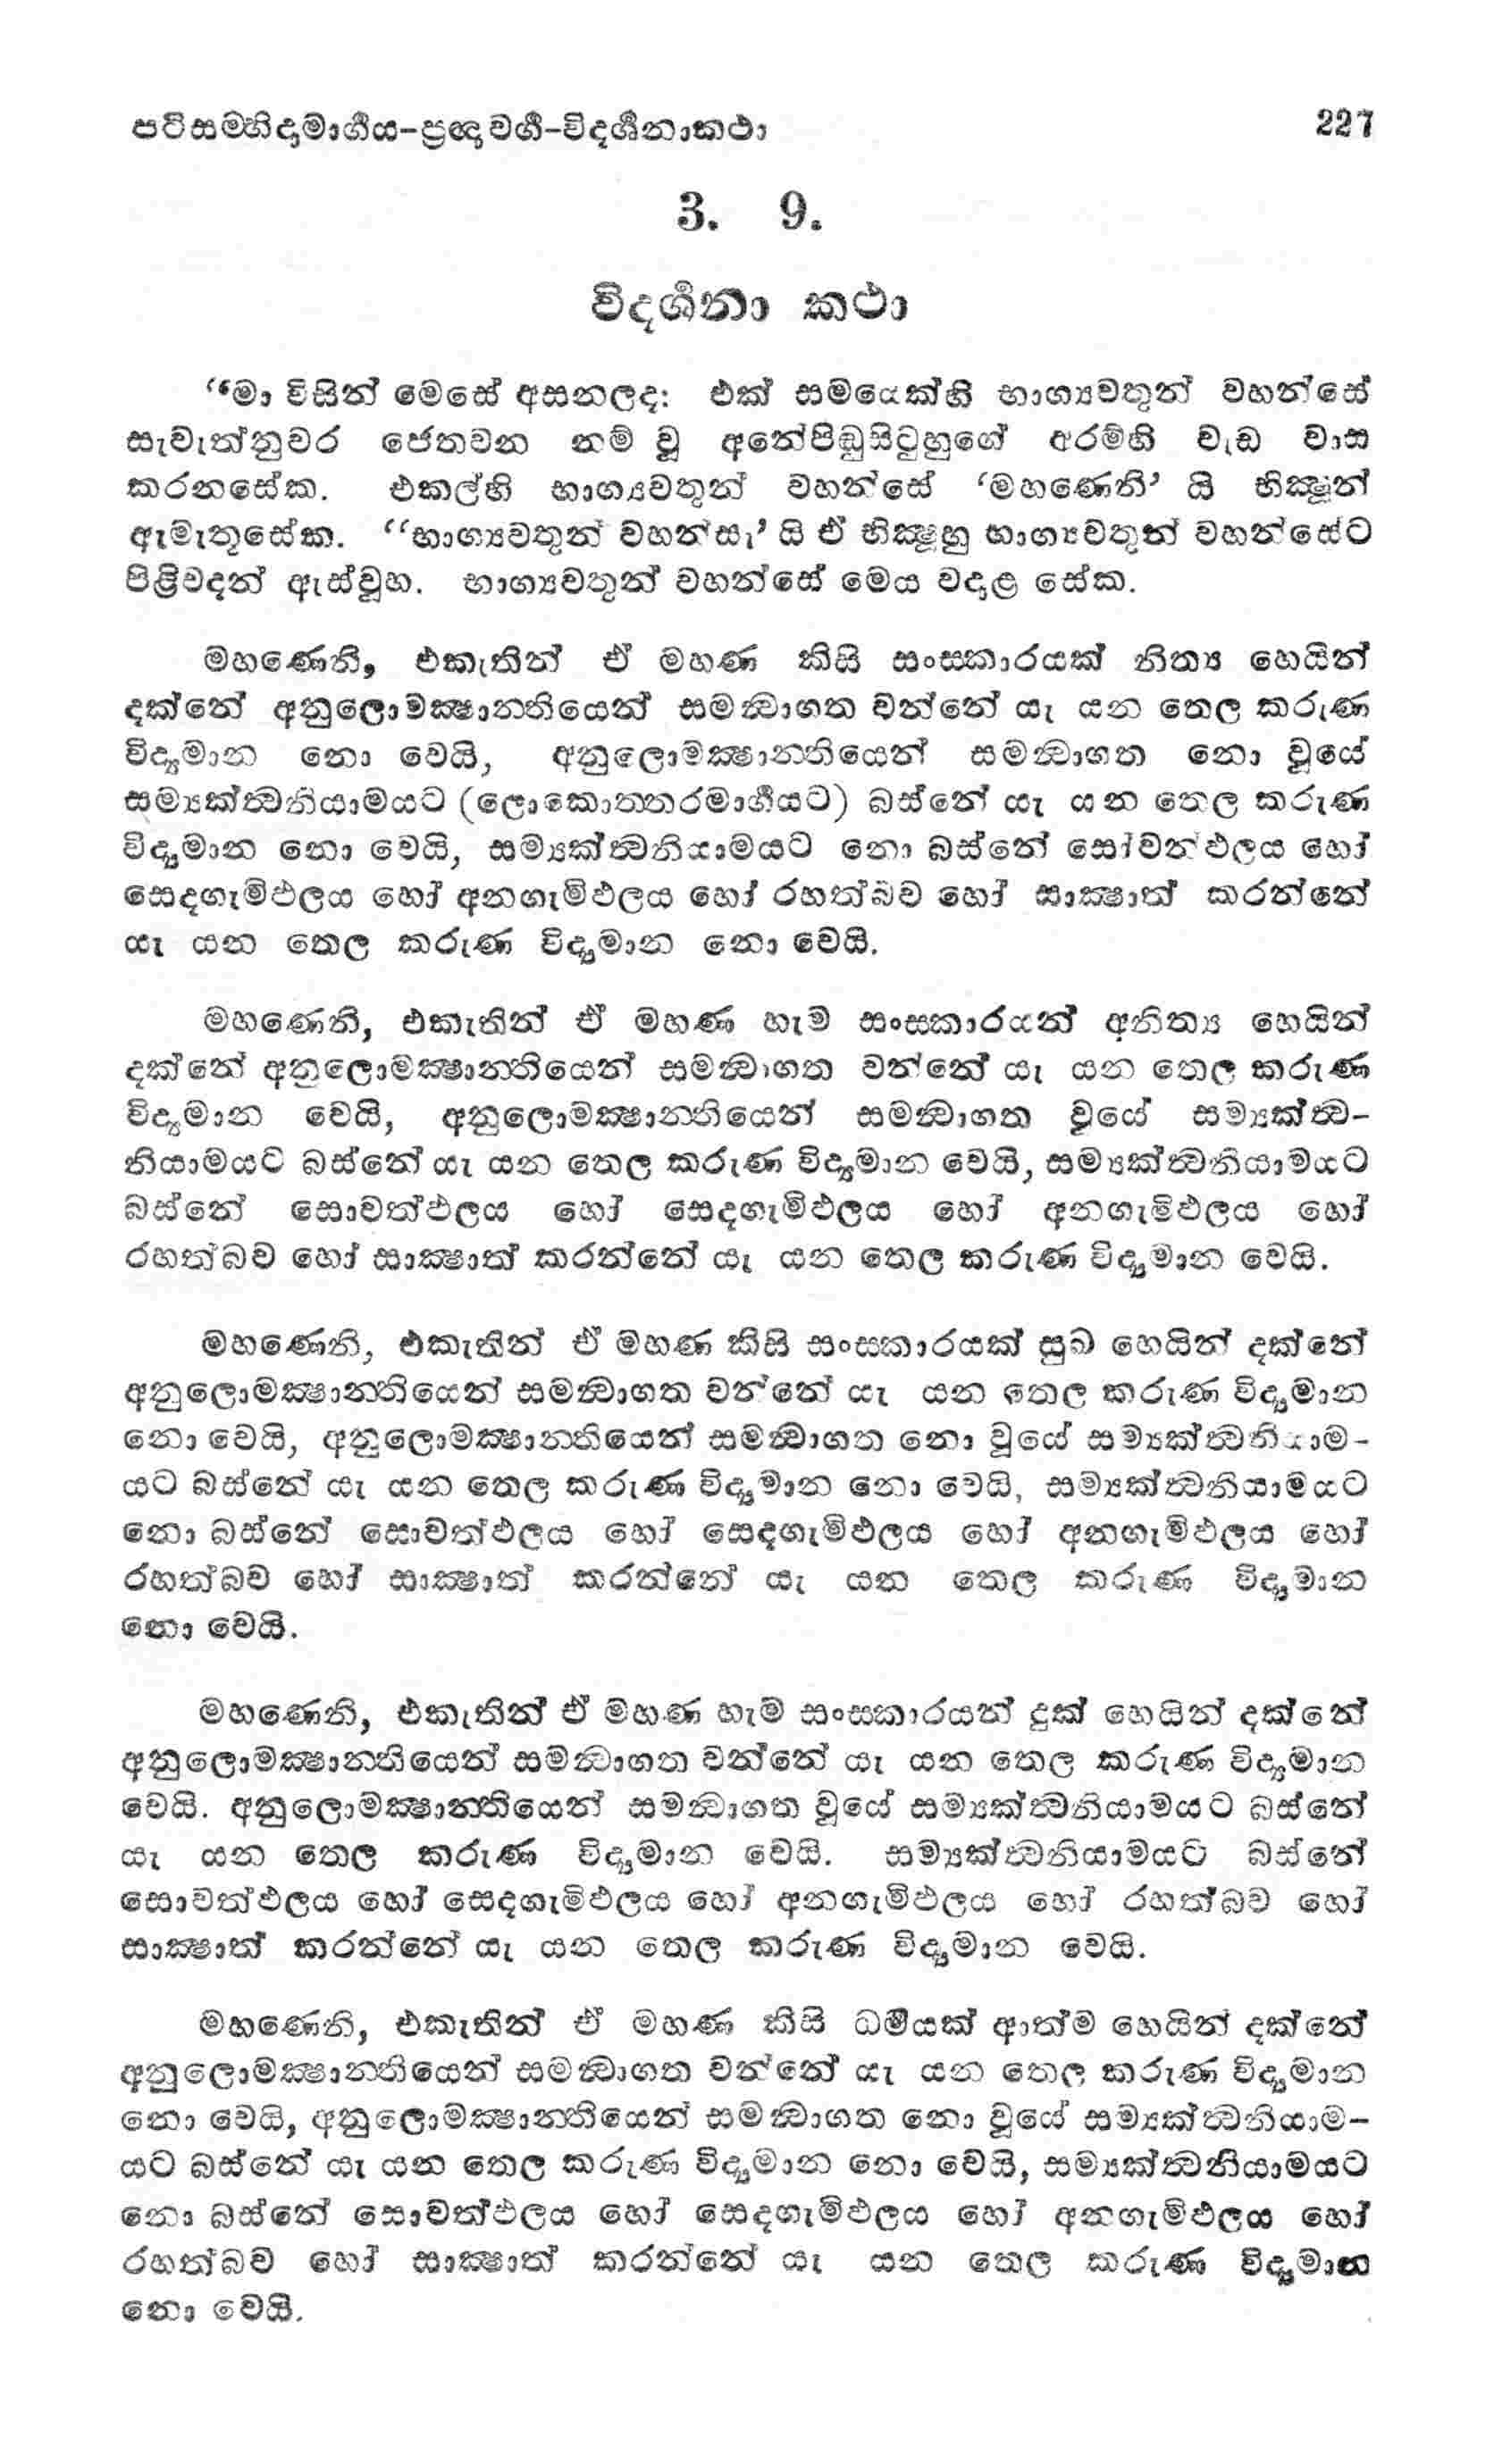 පටිසම්භිදාමාර්‍ගය-ප්‍රඥාවර්‍ග-විදර්‍ශනාකථා 227
3. 9.
විදර්‍ශනා කථා
‘‘මා විසින් මෙසේ අසනලද: එක් සමයෙක්හි භාග්‍යවතුන් වහන්සේ
සැවැත්නුවර ජෙතවන නම් වූ අනේපිඬුසිටුහුගේ අරම්හි වැඩ වාස
කරනසේක. එකල්හි භාග්‍යවතුන් වහන්සේ ‘මහණෙනි’ යි භික්‍ෂූන්
ඇමැතූසේක. ‘‘භාග්‍යවතුන් වහන්සැ’ යි ඒ භික්‍ෂූහු භාග්‍යවතුන් වහන්සේට
පිළිවදන් ඇස්වූහ. භාග්‍යවතුන් වහන්සේ මෙය වදාළ සේක.
මහණෙනි, එකැතින් ඒ මහණ කිසි සංස්කාරයක් නිත්‍ය හෙයින්
දක්නේ අනුලොමක්‍ෂාන්තියෙන් සමන්‍වාගත වන්නේ යැ යන තෙල කරුණ
විද්‍යමාන නො වෙයි, අනුලොමක්‍ෂාන්තියෙන් සමන්‍වාගත නො වූයේ
සම්‍යක්ත්‍වනියාමයට (ලොකොත්තරමාර්‍ගයට) බස්නේ යැ යන තෙල කරුණ
විද්‍යමාන නො වෙයි, සම්‍යක්ත්‍වනියාමයට නො බස්නේ සෝවන්ඵලය හෝ
සෙදගැමිඵලය හෝ අනගැමිඵලය හෝ රහත්බව හෝ සාක්‍ෂාත් කරන්නේ
යැ යන තෙල කරුණ විද්‍යමාන නො වෙයි.
මහණෙනි, එකැතින් ඒ මහණ හැම සංස්කාරයන් අනිත්‍ය හෙයින්
දක්නේ අනුලොමක්‍ෂාන්තියෙන් සමන්‍වාගත වන්නේ යැ යන තෙල කරුණ
විද්‍යමාන වෙයි, අනුලොමක්‍ෂාන්තියෙන් සමන්‍වාගත වූයේ සම්‍යක්ත්‍ව-
නියාමයට බස්නේ යැ යන තෙල කරුණ විද්‍යමාන වෙයි, සම්‍යක්ත්‍වනියාමයට
බස්නේ සොවන්ඵලය හෝ සෙදගැමිඵලය හෝ අනගැමිඵලය හෝ
රහත්බව හෝ සාක්‍ෂාත් කරන්නේ යැ යන තෙල කරුණ විද්‍යමාන වෙයි.
මහණෙනි, එකැතින් ඒ මහණ කිසි සංස්කාරයක් සුඛ හෙයින් දක්නේ
අනුලොමක්‍ෂාන්තියෙන් සමන්‍වාගත වන්නේ යැ යන තෙල කරුණ විද්‍යමාන
නො වෙයි, අනුලොමක්‍ෂාන්තියෙන් සමන්‍වාගත නො වූයේ සම්‍යක්ත්‍වනියාම-
යට බස්නේ යැ යන තෙල කරුණ විද්‍යමාන නො වෙයි, සම්‍යක්ත්‍වනියාමයට
නො බස්නේ සොවන්ඵලය හෝ සෙදගැමිඵලය හෝ අනගැමිඵලය හෝ
රහත්බව හෝ සාක්‍ෂාත් කරන්නේ යැ යන තෙල කරුණ විද්‍යමාන
නො වෙයි.
මහණෙනි, එකැතින් ඒ මහණ හැම සංස්කාරයන් දුක් හෙයින් දක්නේ
අනුලොමක්‍ෂාන්තියෙන් සමන්‍වාගත වන්නේ යැ යන තෙල කරුණ විද්‍යමාන
වෙයි. අනුලොමක්‍ෂාන්තියෙන් සමන්‍වාගත වූයේ සම්‍යක්ත්‍වනියාමයට බස්නේ
යැ යන තෙල කරුණ විද්‍යමාන වෙයි. සම්‍යක්ත්‍වනියාමයට බස්නේ
සොවන්ඵලය හෝ සෙදගැමිඵලය හෝ අනගැමිඵලය හෝ රහත්බව හෝ
සාක්‍ෂාත් කරන්නේ යැ යන තෙල කරුණ විද්‍යමාන වෙයි.
මහණෙනි, එකැතින් ඒ මහණ කිසි ධර්‍මයක් ආත්ම හෙයින් දක්නේ
අනුලොමක්‍ෂාන්තියෙන් සමන්‍වාගත වන්නේ යැ යන තෙල කරුණ විද්‍යමාන
නො වෙයි, අනුලොමක්‍ෂාන්තියෙන් සමන්‍වාගත නො වූයේ සම්‍යක්ත්‍වනියාම-
යට බස්නේ යැ යන තෙල කරුණ විද්‍යමාන නො වෙයි, සම්‍යක්ත්‍වනියාමයට
නො බස්නේ සොවන්ඵලය හෝ සෙදගැමිඵලය හෝ අනගැමිඵලය හෝ
රහත්බව හෝ සාක්‍ෂාත් කරන්නේ යැ යන තෙල කරුණ විද්‍යමාන
නො වෙයි.